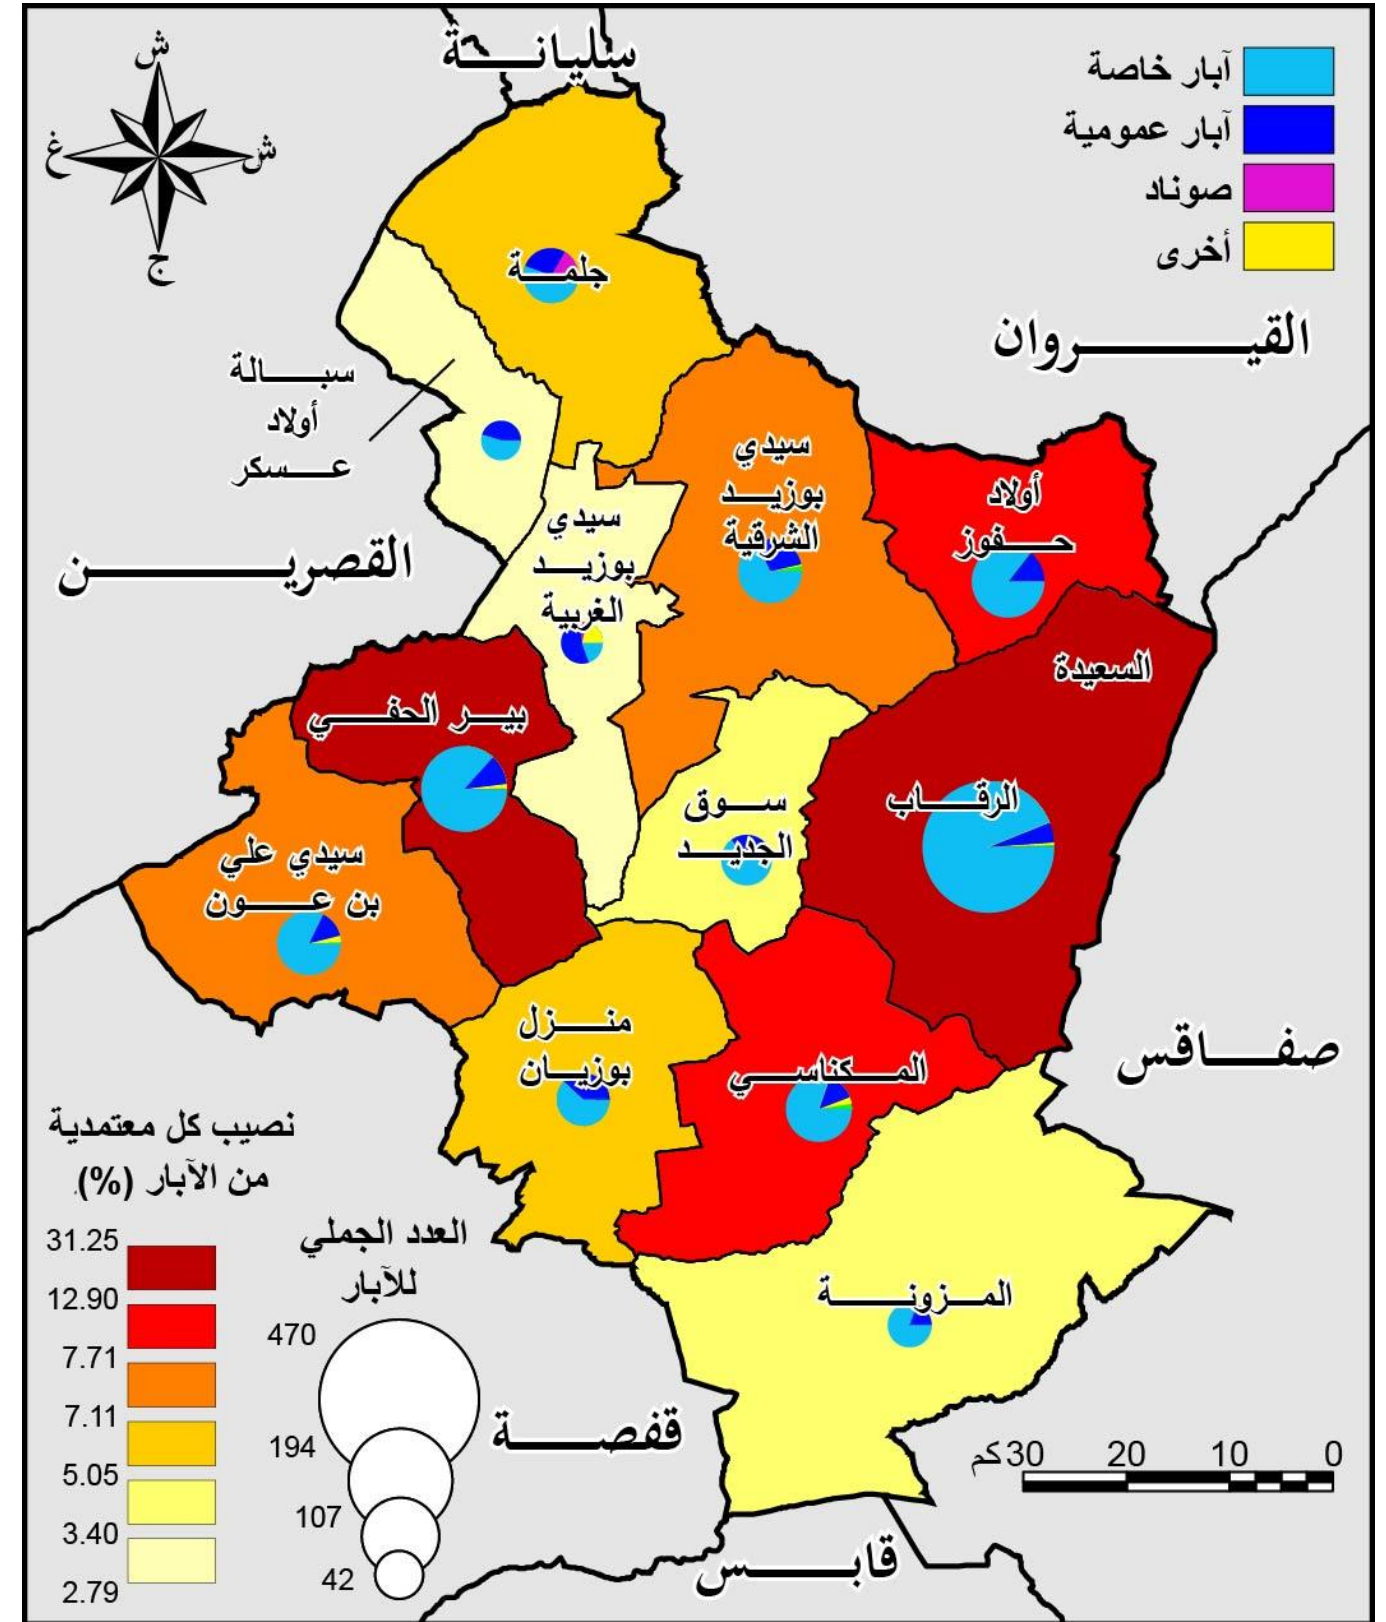 سليانة
ش
غ
ش
ج
آبار خاصة
آبار عمومية
صوناد
أخرى
جلمة
القيروان
سبالة
أولاد
عسكر
سيدي
بوزيد
الشرقية
أولاد
حفوز
سيدي
بوزيد
الغربية
القصرين
السعيدة
بير الحفي
الرقاب
سوق
الجديد
سيدي علي
بن عون
منزل
بوزيان
المكناسي
صفاقس
المزونة
نصيب كل معتمدية
من الآبار (%).
31.25
12.90
7.71
7.11
5.05
3.40
2.79
العدد الجملي
للآبار
470
194
107
42
قفصة
قابس
0 10 20 30 كم